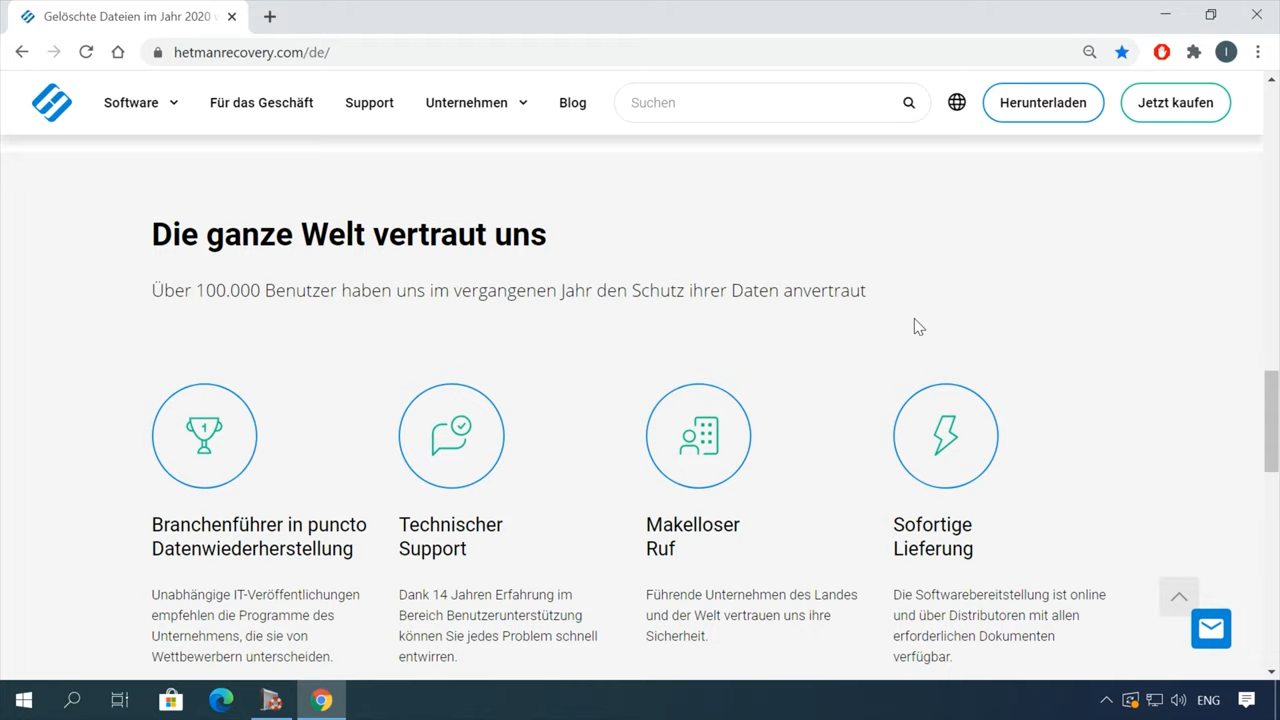 Gelöschte Dateien im Jahr 2020
hetmanrecovery.com/de/
I
Software
Für das Geschäft
Support
Unternehmen
Blog
Suchen
Herunterladen
Jetzt kaufen
Die ganze Welt vertraut uns
Über 100.000 Benutzer haben uns im vergangenen Jahr den Schutz ihrer Daten anvertraut
1
Branchenführer in puncto
Datenwiederherstellung
Unabhängige IT-Veröffentlichungen
empfehlen die Programme des
Unternehmens, die sie von
Wettbewerbern unterscheiden.
Technischer
Support
Dank 14 Jahren Erfahrung im
Bereich Benutzerunterstützung
können Sie jedes Problem schnell
entwirren.
Makelloser
Ruf
Führende Unternehmen des Landes
und der Welt vertrauen uns ihre
Sicherheit.
Sofortige
Lieferung
Die Softwarebereitstellung ist online
und über Distributoren mit allen
erforderlichen Dokumenten
verfügbar.
ENG